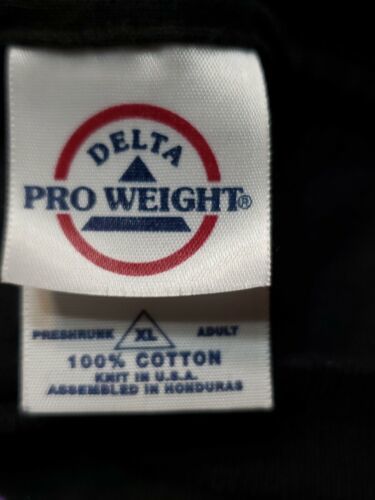 DELTA
PRO WEIGHT®
PRESHRUNK XL ADULT
100% COTTON
KNIT IN U.S.A.
ASSEMBLED IN HONDURAS